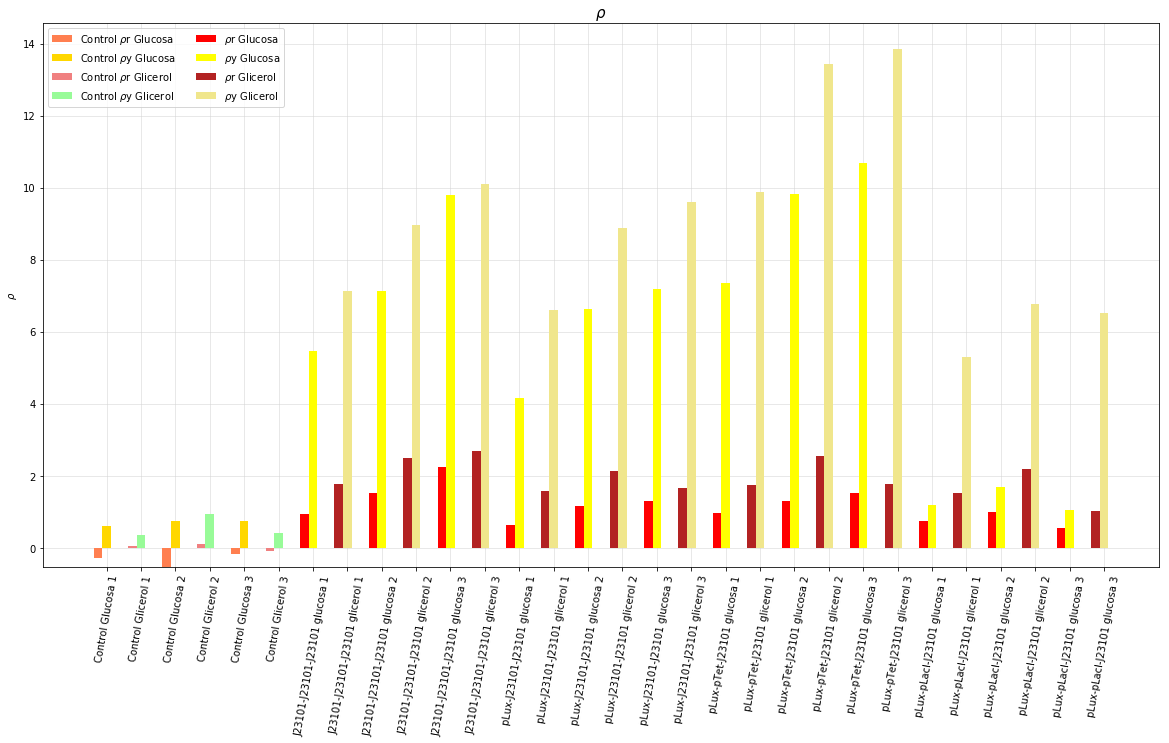 ρ
Control ρr Glucosa
Control ρy Glucosa
Control ρr Glicerol
Control ρy Glicerol
ρr Glucosa
ρy Glucosa
ρr Glicerol
ρy Glicerol
ρ
14
12
10
8
6
4
2
0
Control Glucosa 1
Control Glicerol 1
Control Glucosa 2
Control Glicerol 2
Control Glucosa 3
Control Glicerol 3
J23101-J23101-J23101 glucosa 1
J23101-J23101-J23101 glicerol 1
J23101-J23101-J23101 glucosa 2
J23101-J23101-J23101 glicerol 2
J23101-J23101-J23101 glucosa 3
J23101-J23101-J23101 glicerol 3
pLux-J23101-J23101 glucosa 1
pLux-J23101-J23101 glicerol 1
pLux-J23101-J23101 glucosa 2
pLux-J23101-J23101 glicerol 2
pLux-J23101-J23101 glucosa 3
pLux-J23101-J23101 glicerol 3
pLux-pTet-J23101 glucosa 1
pLux-pTet-J23101 glicerol 1
pLux-pTet-J23101 glucosa 2
pLux-pTet-J23101 glicerol 2
pLux-pTet-J23101 glucosa 3
pLux-pTet-J23101 glicerol 3
pLux-pLacI-J23101 glucosa 1
pLux-pLacI-J23101 glicerol 1
pLux-pLacI-J23101 glucosa 2
pLux-pLacI-J23101 glicerol 2
pLux-pLacI-J23101 glucosa 3
pLux-pLacI-J23101 glucosa 3